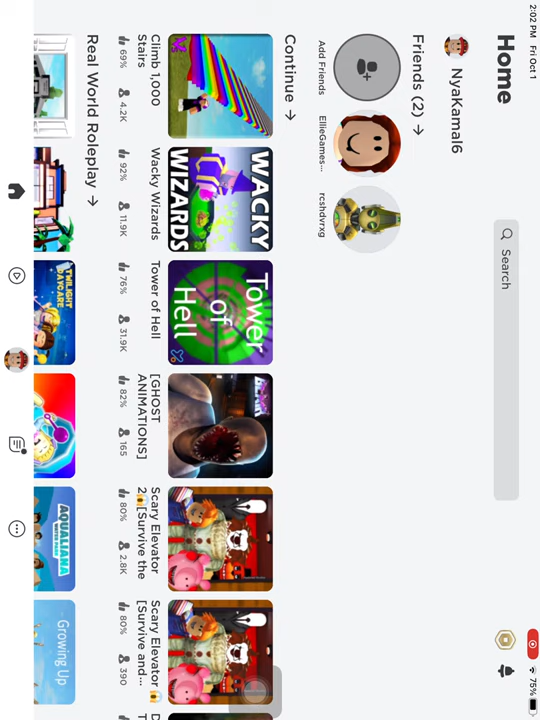 2:02 PM Fri Oct 1
75%
Home
Search
NyaKamal6
Friends (2) →
Add Friends
EllieGames...
rcshdvrxg
Continue →
WACKY
WIZARDS
Tower
of
Hell
Climb 1,000
Stairs
69% 4.2K
Wacky Wizards
92% 11.9K
Tower of Hell
76% 31.9K
[GHOST
ANIMATIONS]
82% 165
Scary Elevator
2😱[Survive the
80% 2.8K
Scary Elevator 😱
[Survive and...
80% 390
D
T
Real World Roleplay →
TWILIGHT
DAYCARE
AQUALIANA
WATER PARK
Growing Up